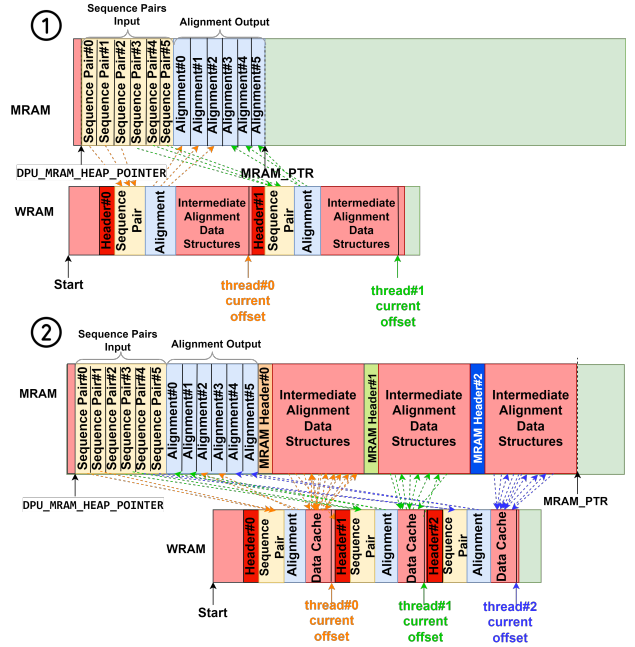 1
Sequence Pairs
Input
Alignment Output
Sequence Pair#0
Sequence Pair#1
Sequence Pair#2
Sequence Pair#3
Sequence Pair#4
Sequence Pair#5
Alignment#0
Alignment#1
Alignment#2
Alignment#3
Alignment#4
Alignment#5
MRAM
DPU_MRAM_HEAP_POINTER
MRAM_PTR
WRAM
Header#0
Sequence
Pair
Alignment
Intermediate
Alignment
Data
Structures
Header#1
Sequence
Pair
Alignment
Intermediate
Alignment
Data
Structures
Start
thread#0
current
offset
thread#1
current
offset
2
Sequence Pairs
Input
Alignment Output
MRAM
Sequence Pair#0
Sequence Pair#1
Sequence Pair#2
Sequence Pair#3
Sequence Pair#4
Sequence Pair#5
Alignment#0
Alignment#1
Alignment#2
Alignment#3
Alignment#4
Alignment#5
MRAM Header#0
Intermediate
Alignment
Data
Structures
MRAM Header#1
Intermediate
Alignment
Data
Structures
MRAM Header#2
Intermediate
Alignment
Data
Structures
DPU_MRAM_HEAP_POINTER
MRAM_PTR
WRAM
Header#0
Sequence
Pair
Alignment
Data Cache
Header#1
Sequence
Pair
Alignment
Data Cache
Header#2
Sequence
Pair
Alignment
Data Cache
Start
thread#0
current
offset
thread#1
current
offset
thread#2
current
offset